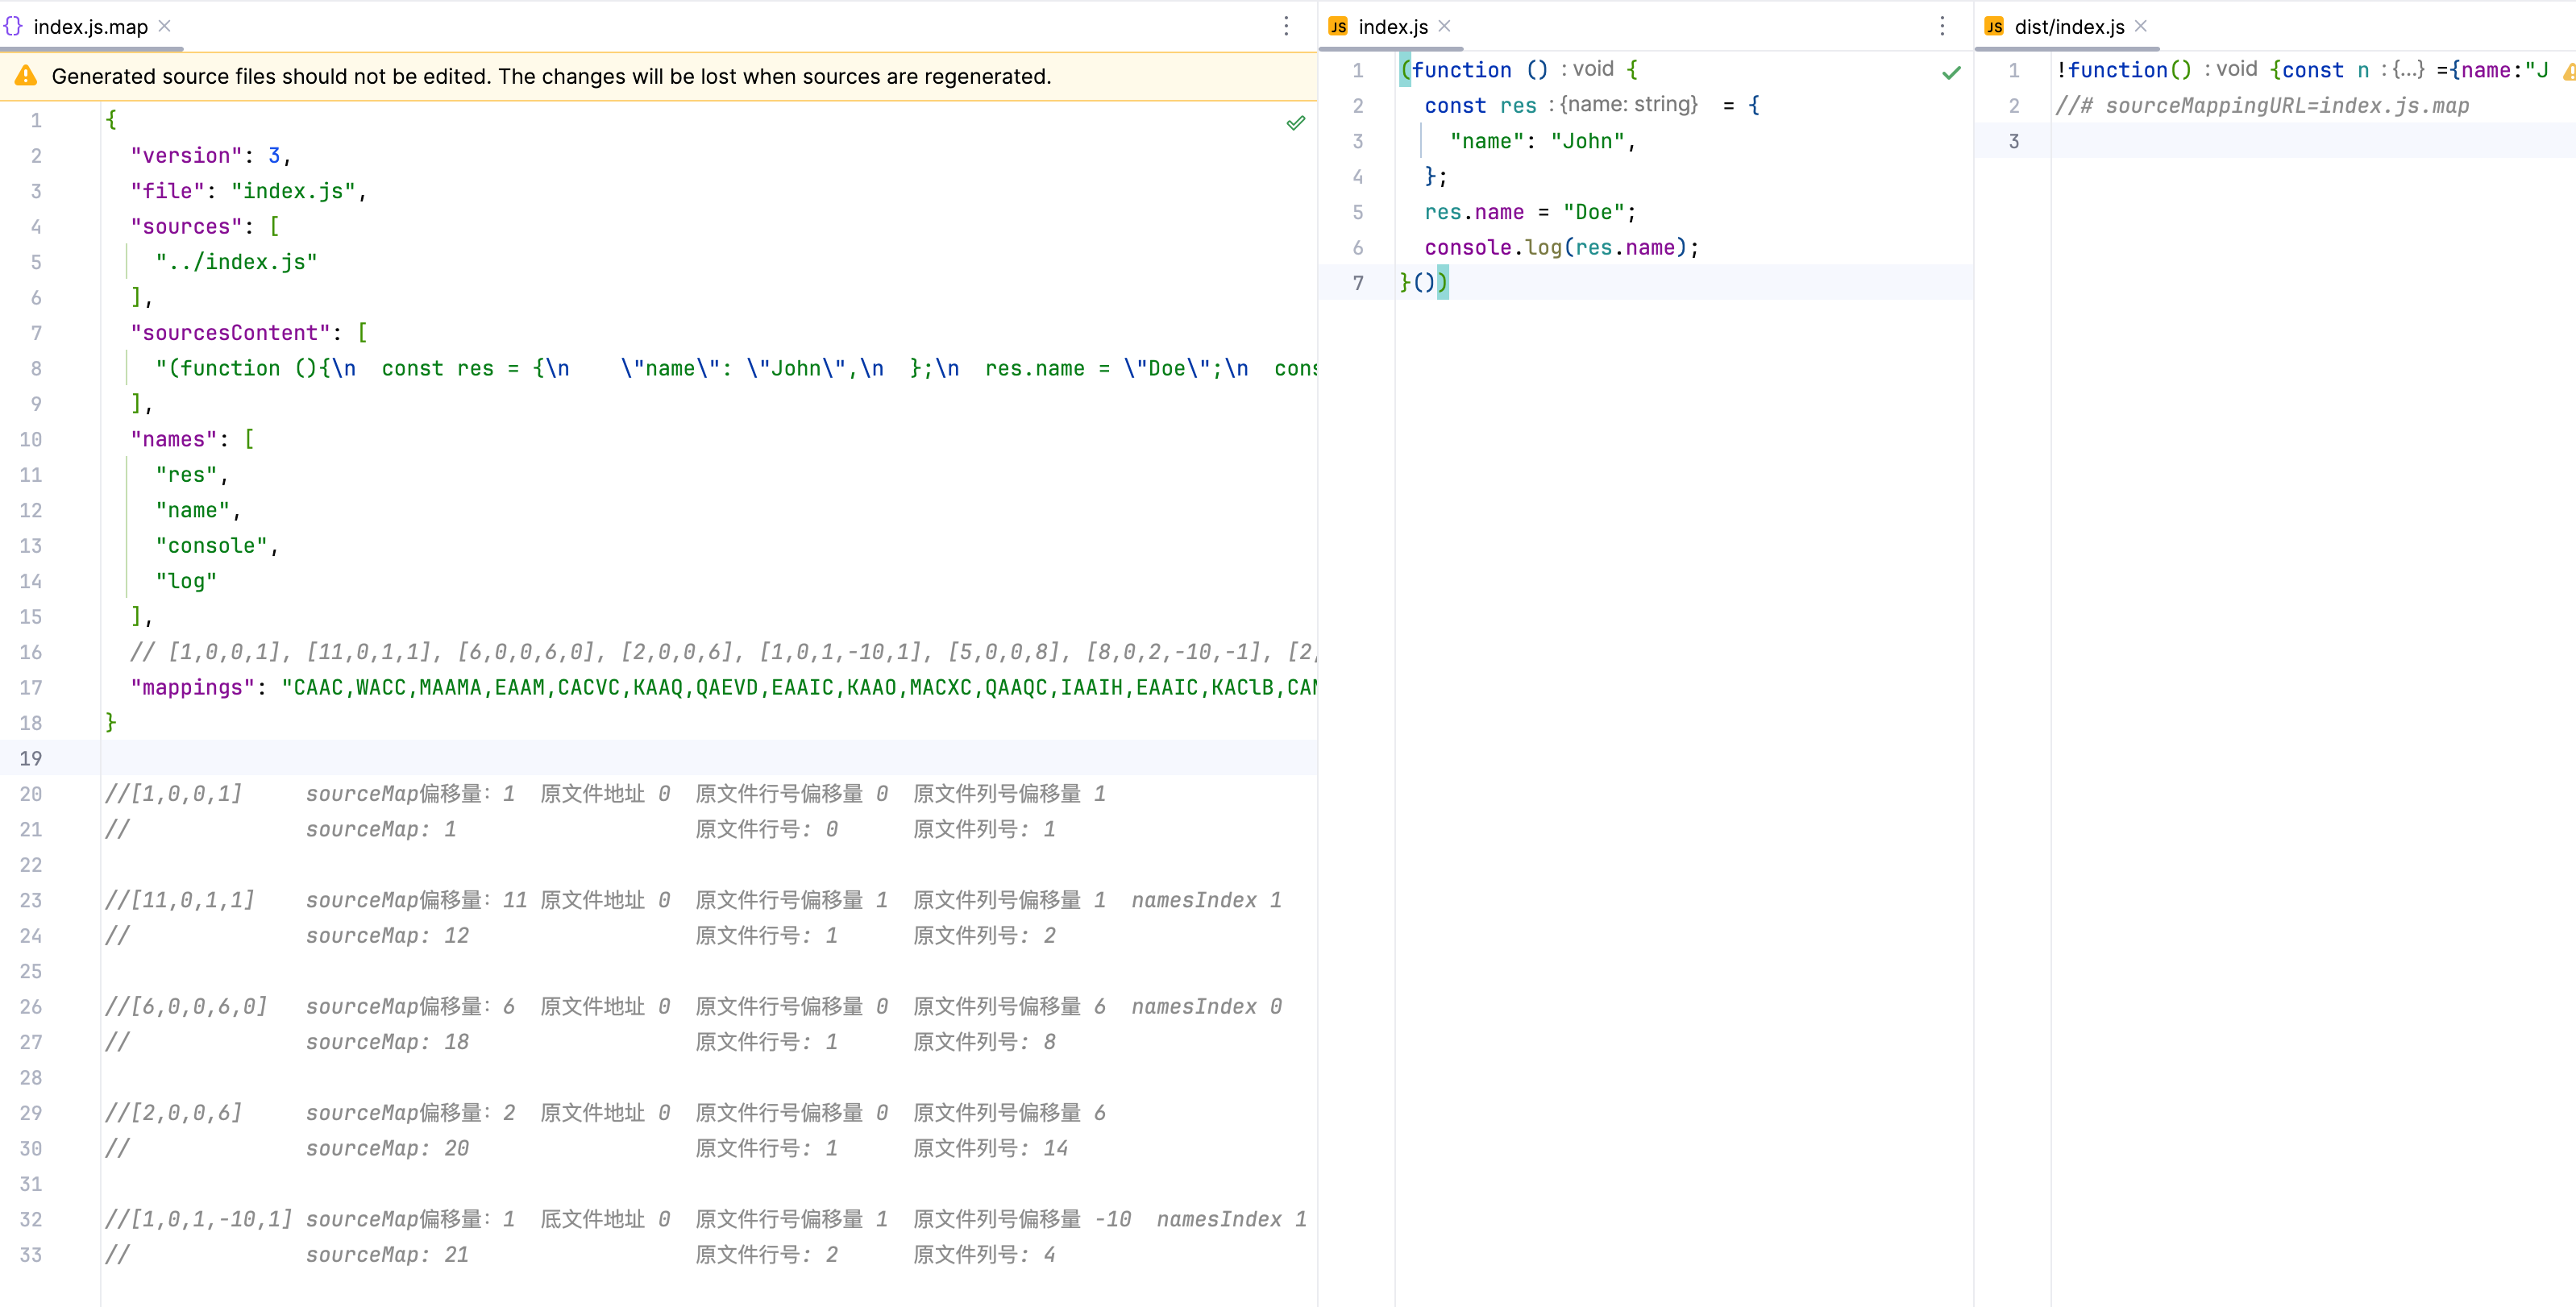 index.js.map
Generated source files should not be edited. The changes will be lost when sources are regenerated.
1 {
2 "version": 3,
3 "file": "index.js",
4 "sources": [
5 "../index.js"
6 ],
7 "sourcesContent": [
8 "(function (){\n  const res = {\n    \"name\": \"John\",\n  };\n  res.name = \"Doe\";\n  cons
9 ],
10 "names": [
11 "res",
12 "name",
13 "console",
14 "log"
15 ],
16 // [1,0,0,1], [11,0,1,1], [6,0,0,6,0], [2,0,0,6], [1,0,1,-10,1], [5,0,0,8], [8,0,2,-10,-1], [2,
17 "mappings": "CAAC,WACC,MAAMA,EAAM,CACVC,KAAQ,QAEVD,EAAIC,KAAO,MACXC,QAAQC,IAAIH,EAAIC,KAClB,CAM
18 }
19
20 //[1,0,0,1] sourceMap偏移量: 1 原文件地址 0 原文件行号偏移量 0 原文件列号偏移量 1
21 // sourceMap: 1 原文件行号: 0 原文件列号: 1
22
23 //[11,0,1,1] sourceMap偏移量: 11 原文件地址 0 原文件行号偏移量 1 原文件列号偏移量 1 namesIndex 1
24 // sourceMap: 12 原文件行号: 1 原文件列号: 2
25
26 //[6,0,0,6,0] sourceMap偏移量: 6 原文件地址 0 原文件行号偏移量 0 原文件列号偏移量 6 namesIndex 0
27 // sourceMap: 18 原文件行号: 1 原文件列号: 8
28
29 //[2,0,0,6] sourceMap偏移量: 2 原文件地址 0 原文件行号偏移量 0 原文件列号偏移量 6
30 // sourceMap: 20 原文件行号: 1 原文件列号: 14
31
32 //[1,0,1,-10,1] sourceMap偏移量: 1 底文件地址 0 原文件行号偏移量 1 原文件列号偏移量 -10 namesIndex 1
33 // sourceMap: 21 原文件行号: 2 原文件列号: 4
JS index.js
1 (function () : void {
2 const res : {name: string} = {
3 "name": "John",
4 };
5 res.name = "Doe";
6 console.log(res.name);
7 }())
JS dist/index.js
1 !function() : void {const n : {...} ={name:"J
2 //# sourceMappingURL=index.js.map
3